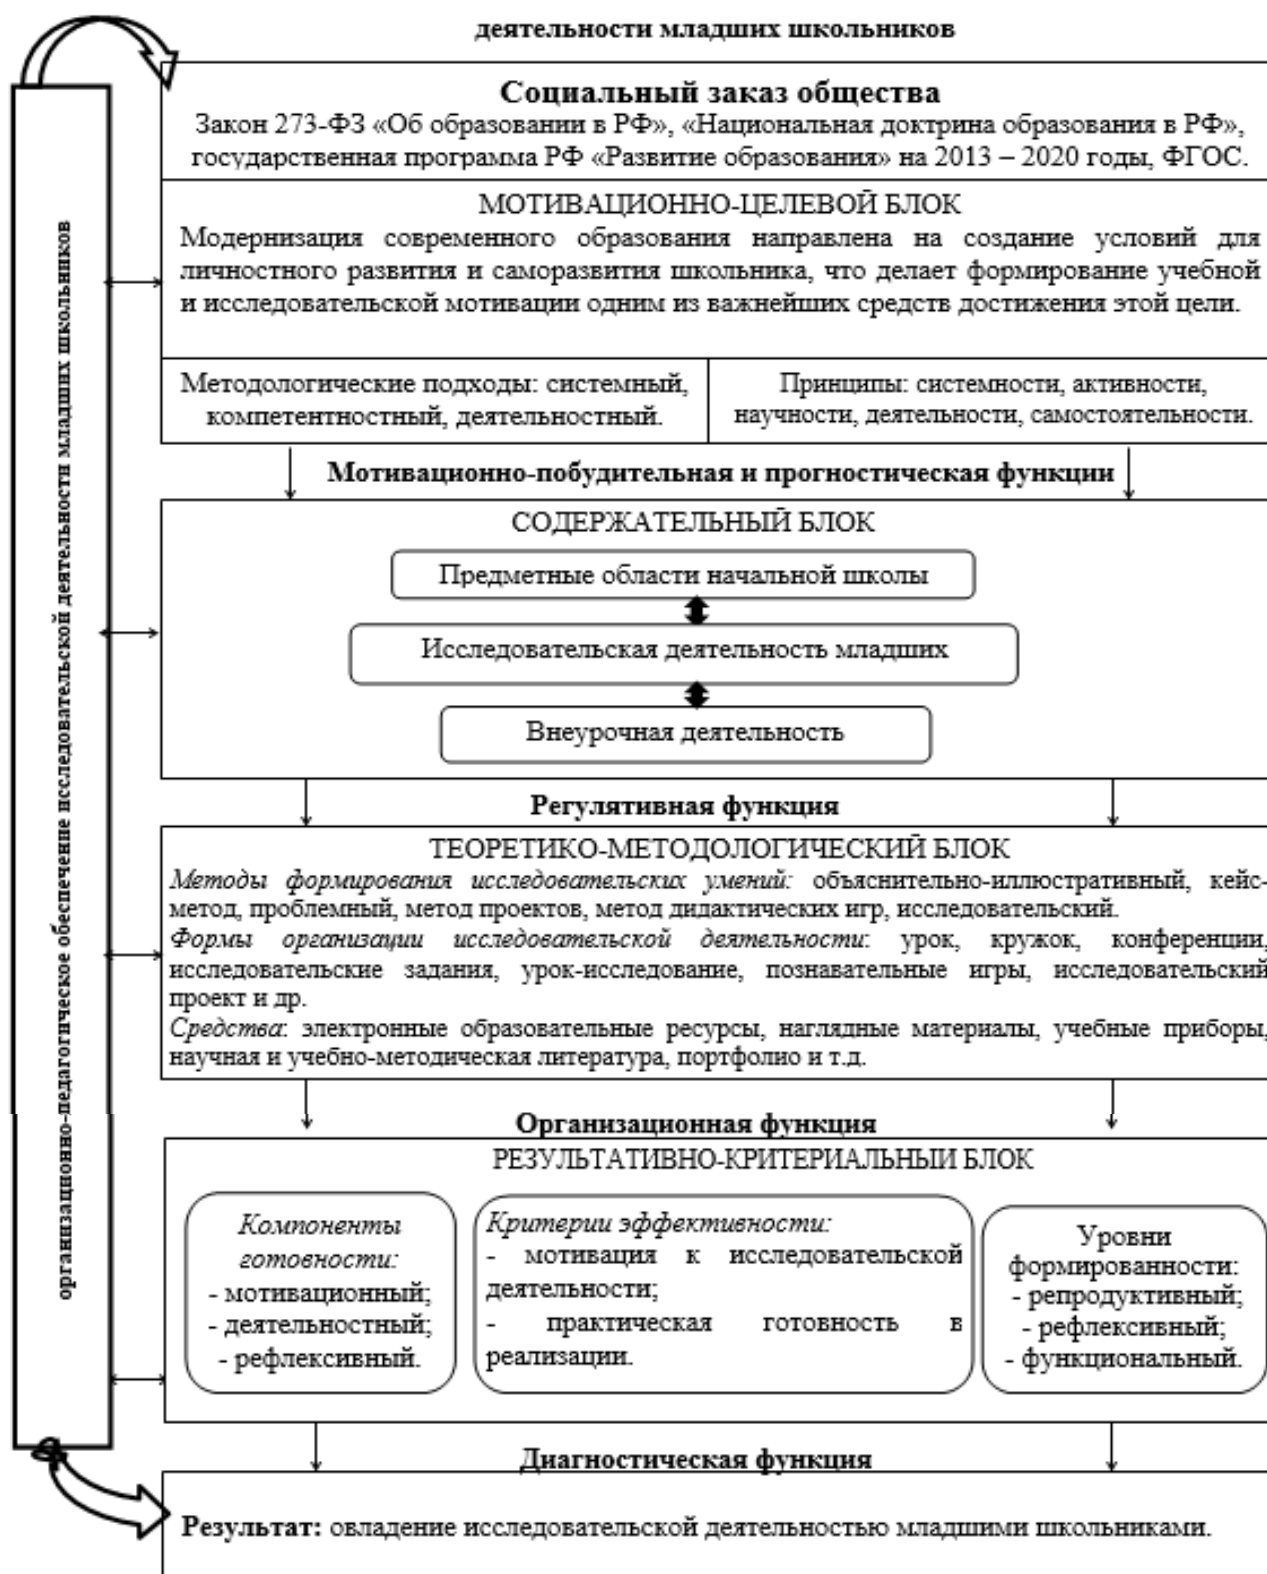 деятельности младших школьников
Социальный заказ общества
Закон 273-ФЗ «Об образовании в РФ», «Национальная доктрина образования в РФ»,
государственная программа РФ «Развитие образования» на 2013 – 2020 годы, ФГОС.
организационно-педагогическое обеспечение исследовательской деятельности младших школьников
МОТИВАЦИОННО-ЦЕЛЕВОЙ БЛОК
Модернизация современного образования направлена на создание условий для
личностного развития и саморазвития школьника, что делает формирование учебной
и исследовательской мотивации одним из важнейших средств достижения этой цели.
Методологические подходы: системный,
компетентностный, деятельностный.
Принципы: системности, активности,
научности, деятельности, самостоятельности.
Мотивационно-побудительная и прогностическая функции
СОДЕРЖАТЕЛЬНЫЙ БЛОК
Предметные области начальной школы
Исследовательская деятельность младших
Внеурочная деятельность
Регулятивная функция
ТЕОРЕТИКО-МЕТОДОЛОГИЧЕСКИЙ БЛОК
Методы формирования исследовательских умений: объяснительно-иллюстративный, кейс-
метод, проблемный, метод проектов, метод дидактических игр, исследовательский.
Формы организации исследовательской деятельности: урок, кружок, конференции,
исследовательские задания, урок-исследование, познавательные игры, исследовательский
проект и др.
Средства: электронные образовательные ресурсы, наглядные материалы, учебные приборы,
научная и учебно-методическая литература, портфолио и т.д.
Организационная функция
РЕЗУЛЬТАТИВНО-КРИТЕРИАЛЬНЫЙ БЛОК
Компоненты
готовности:
- мотивационный;
- деятельностный;
- рефлексивный.
Критерии эффективности:
- мотивация к исследовательской
деятельности;
- практическая готовность в
реализации.
Уровни
формированности:
- репродуктивный;
- рефлексивный;
- функциональный.
Диагностическая функция
Результат: овладение исследовательской деятельностью младшими школьниками.